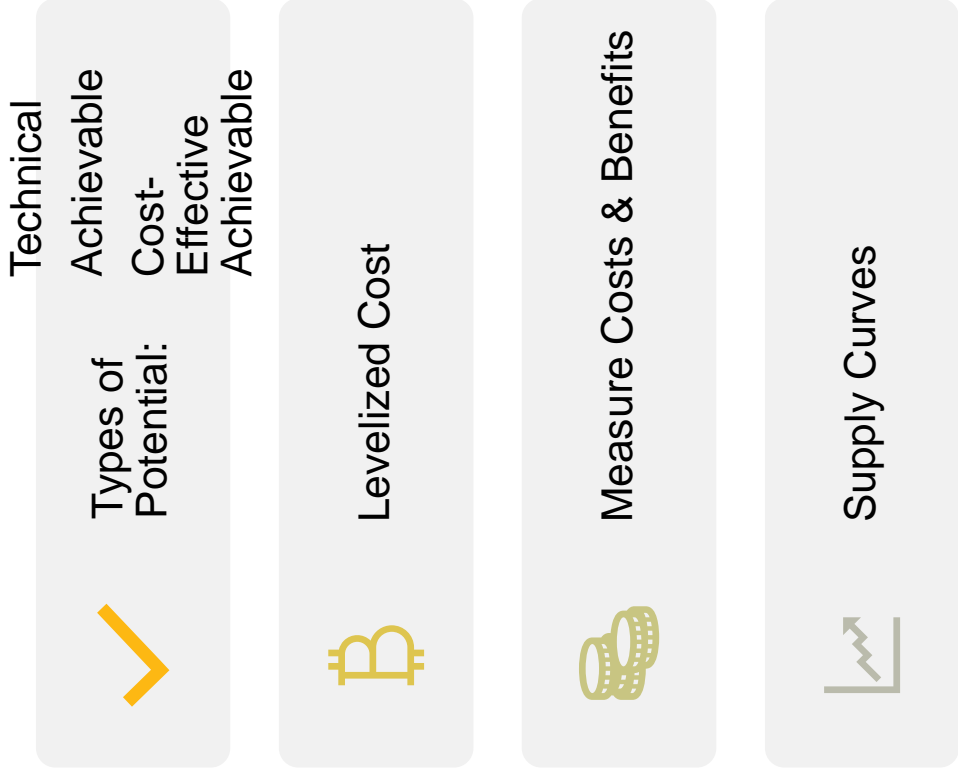 Types of
Potential:
Technical
Achievable
Cost-
Effective
Achievable
Levelized Cost
Measure Costs & Benefits
Supply Curves